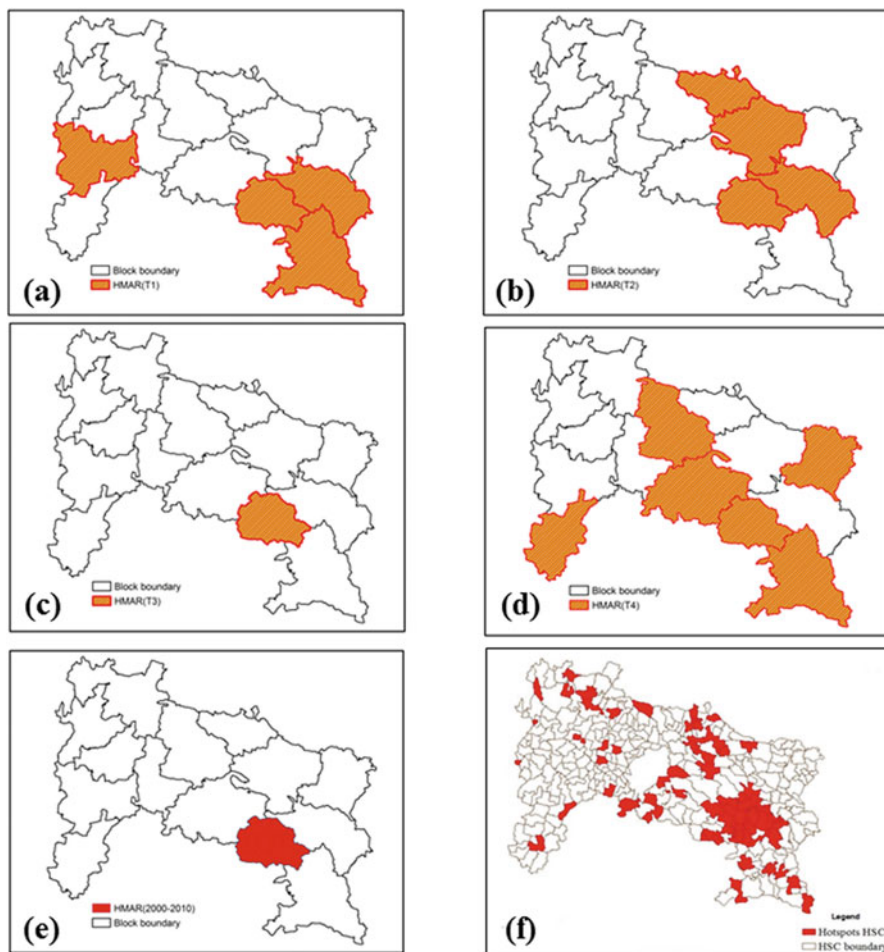 Block boundary
HMAR(T1)
(a)
Block boundary
HMAR(T2)
(b)
Block boundary
HMAR(T3)
(c)
Block boundary
HMAR(T4)
(d)
HMAR(2000-2010)
Block boundary
(e)
Legend
Hotspots HSC
HSC boundary
(f)